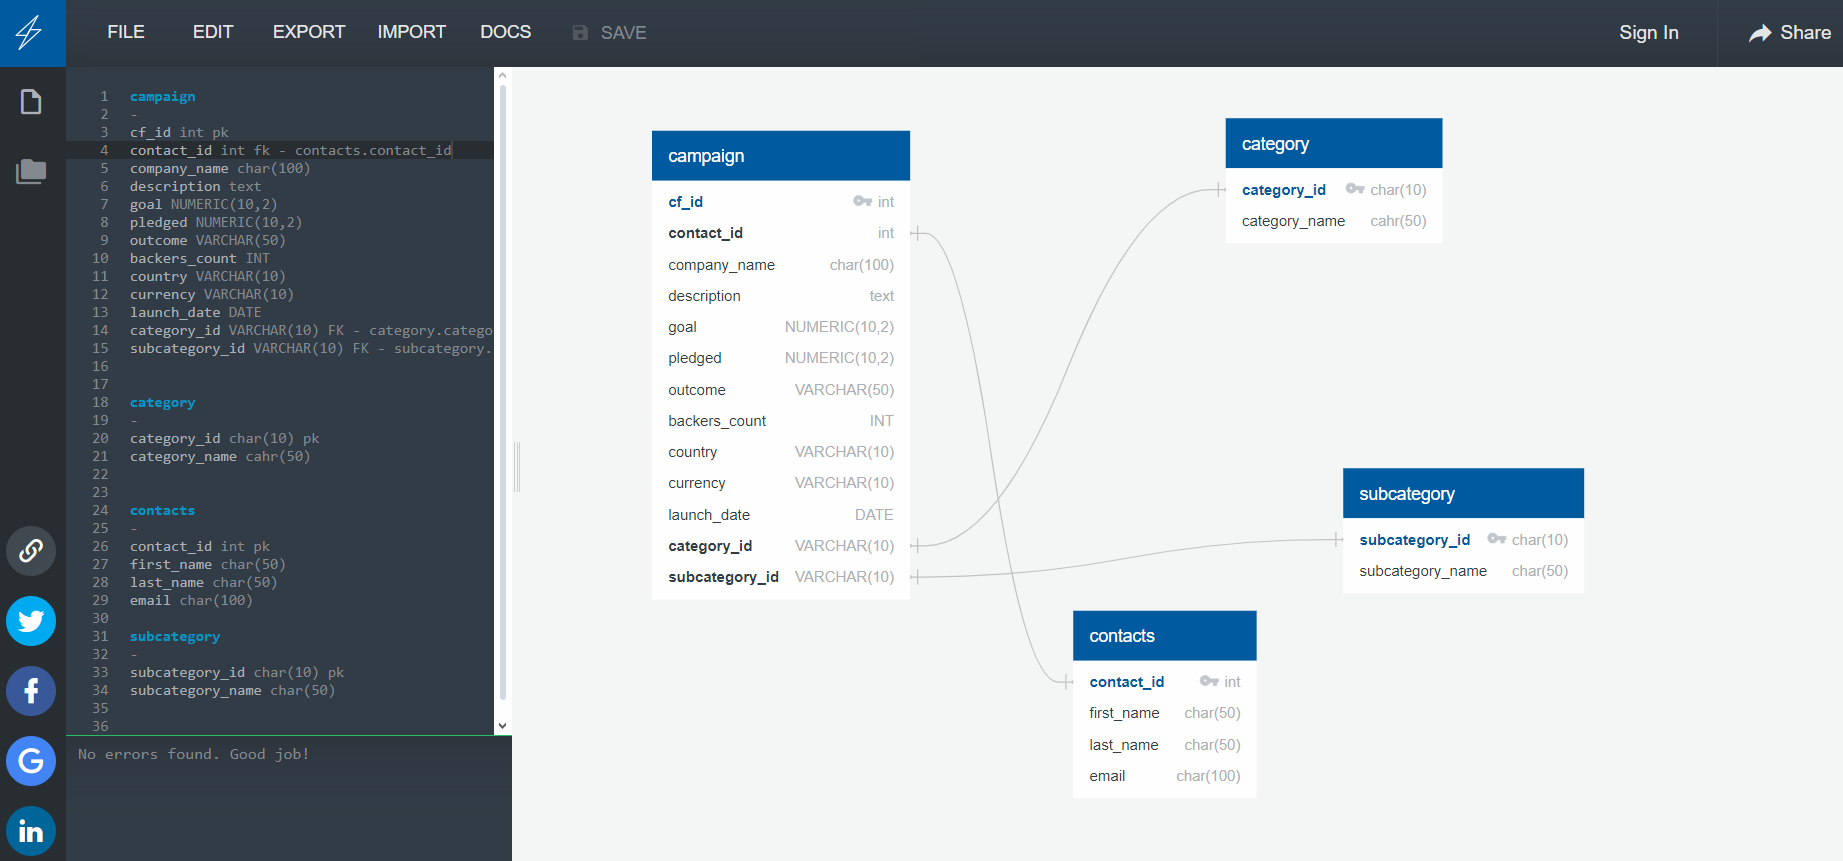 FILE EDIT EXPORT IMPORT DOCS SAVE Sign In Share
1 campaign
2 -
3 cf_id int pk
4 contact_id int fk - contacts.contact_id
5 company_name char(100)
6 description text
7 goal NUMERIC(10,2)
8 pledged NUMERIC(10,2)
9 outcome VARCHAR(50)
10 backers_count INT
11 country VARCHAR(10)
12 currency VARCHAR(10)
13 launch_date DATE
14 category_id VARCHAR(10) FK - category.catego
15 subcategory_id VARCHAR(10) FK - subcategory.
16
17
18 category
19 -
20 category_id char(10) pk
21 category_name cahr(50)
22
23
24 contacts
25 -
26 contact_id int pk
27 first_name char(50)
28 last_name char(50)
29 email char(100)
30
31 subcategory
32 -
33 subcategory_id char(10) pk
34 subcategory_name char(50)
35
36
No errors found. Good job!
campaign
cf_id int
contact_id int
company_name char(100)
description text
goal NUMERIC(10,2)
pledged NUMERIC(10,2)
outcome VARCHAR(50)
backers_count INT
country VARCHAR(10)
currency VARCHAR(10)
launch_date DATE
category_id VARCHAR(10)
subcategory_id VARCHAR(10)
category
category_id char(10)
category_name cahr(50)
subcategory
subcategory_id char(10)
subcategory_name char(50)
contacts
contact_id int
first_name char(50)
last_name char(50)
email char(100)
f
G
in